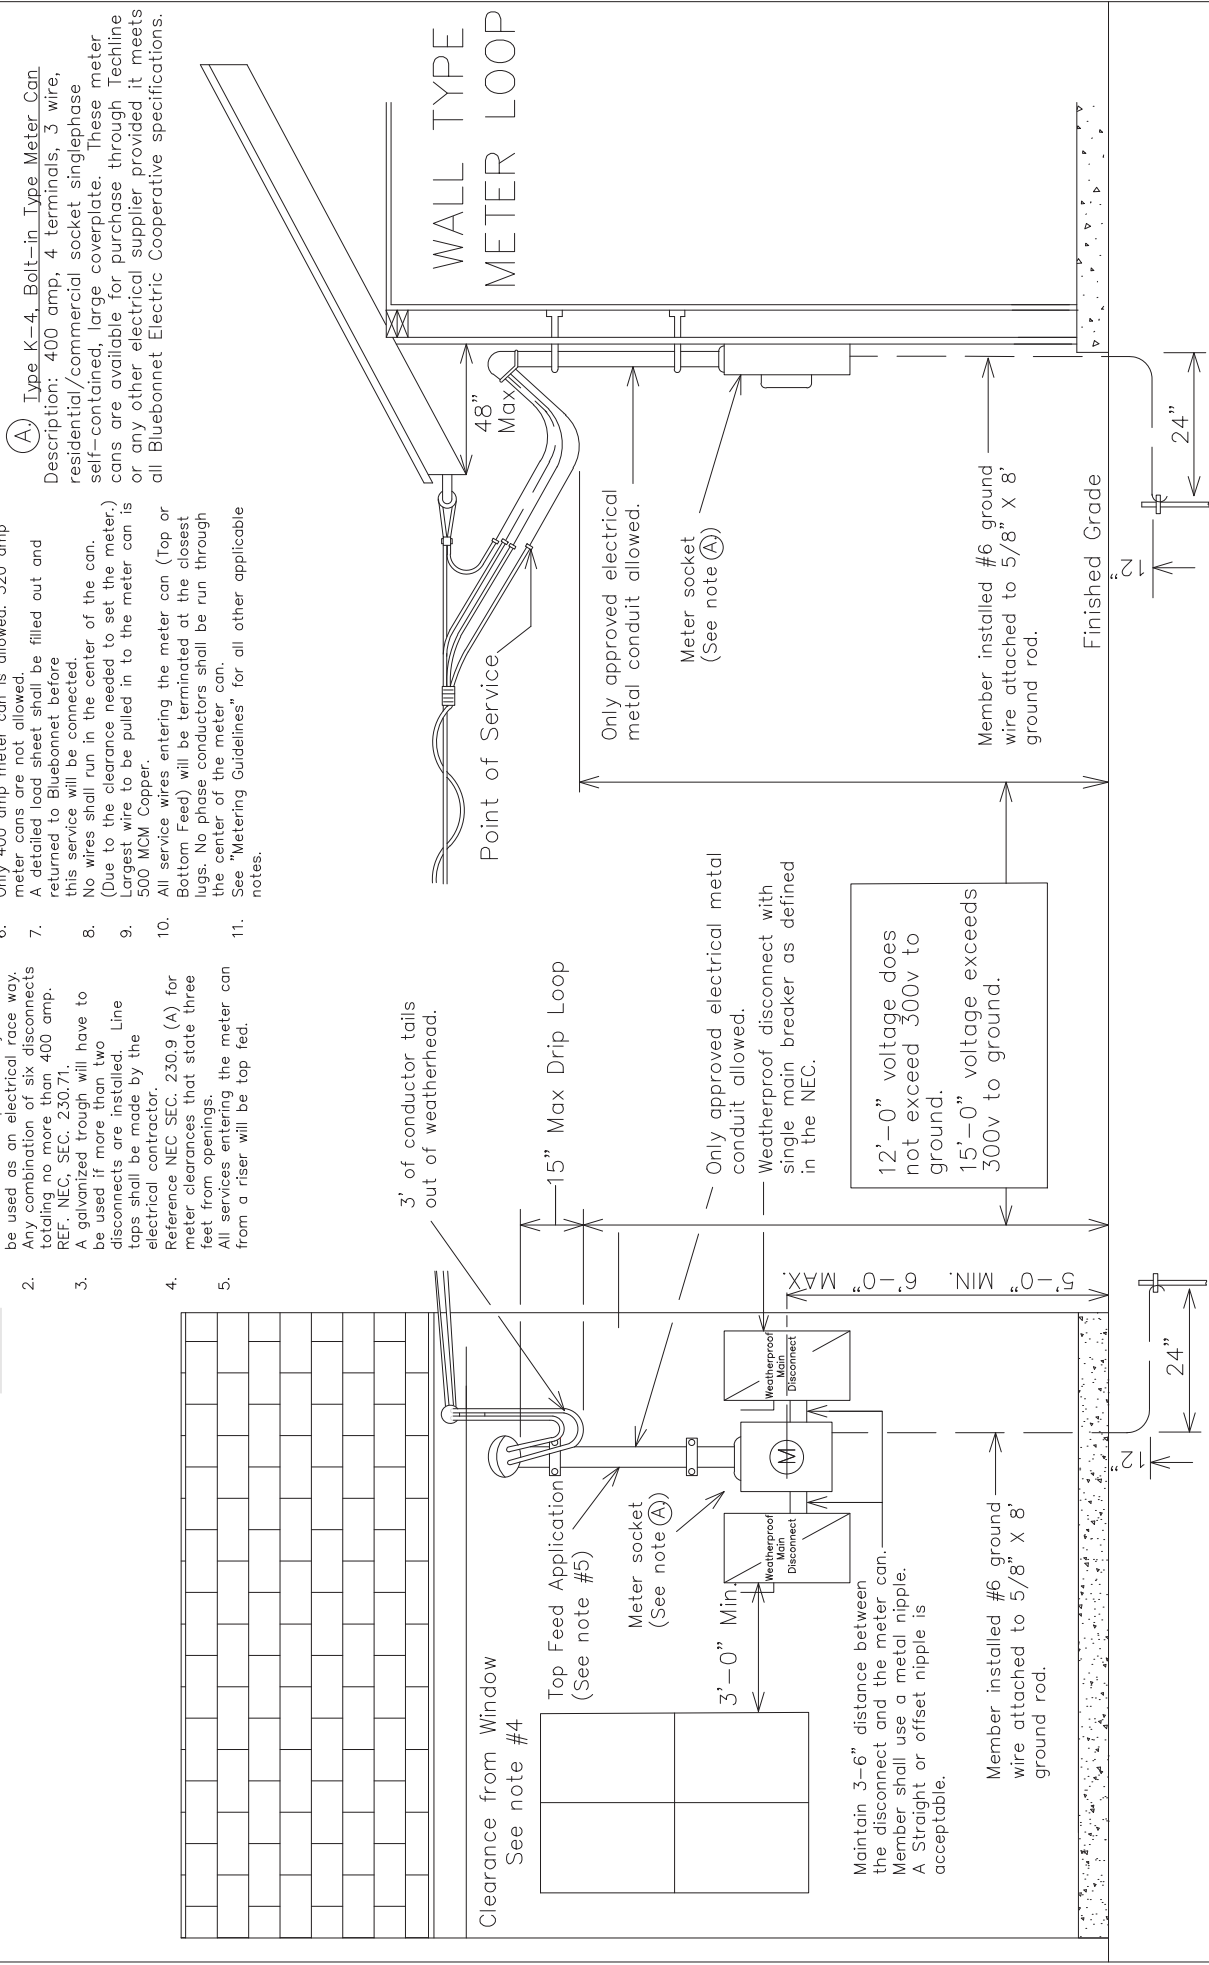 be used as an electrical race way.
2. Any combination of six disconnects
totaling no more than 400 amp.
REF. NEC, SEC. 230.71.
3. A galvanized trough will have to
be used if more than two
disconnects are installed. Line
taps shall be made by the
electrical contractor.
4. Reference NEC SEC. 230.9 (A) for
meter clearances that state three
feet from openings.
5. All services entering the meter can
from a riser will be top fed.
6. Only 400 amp meter can is allowed. 320 amp
meter cans are not allowed.
7. A detailed load sheet shall be filled out and
returned to Bluebonnet before
this service will be connected.
8. No wires shall run in the center of the can.
(Due to the clearance needed to set the meter.)
9. Largest wire to be pulled in to the meter can is
500 MCM Copper.
10. All service wires entering the meter can (Top or
Bottom Feed) will be terminated at the closest
lugs. No phase conductors shall be run through
the center of the meter can.
11. See "Metering Guidelines" for all other applicable
notes.
A. Type K-4, Bolt-in Type Meter Can
Description: 400 amp, 4 terminals, 3 wire,
residential/commercial socket singlephase
self-contained, large coverplate. These meter
cans are available for purchase through Techline
or any other electrical supplier provided it meets
all Bluebonnet Electric Cooperative specifications.
WALL TYPE
METER LOOP
Clearance from Window
See note #4
Top Feed Application
(See note #5)
Meter socket
(See note A.)
3'-0" Min.
Weatherproof
Main
Disconnect
M
Weatherproof
Main
Disconnect
Maintain 3-6" distance between
the disconnect and the meter can.
Member shall use a metal nipple.
A Straight or offset nipple is
acceptable.
Member installed #6 ground
wire attached to 5/8" X 8'
ground rod.
12"
24"
5'-0" MIN. 6'-0" MAX.
3' of conductor tails
out of weatherhead.
15" Max Drip Loop
Only approved electrical metal
conduit allowed.
Weatherproof disconnect with
single main breaker as defined
in the NEC.
12'-0" voltage does
not exceed 300v to
ground.
15'-0" voltage exceeds
300v to ground.
Point of Service
48"
Max
Only approved electrical
metal conduit allowed.
Meter socket
(See note A.)
Member installed #6 ground
wire attached to 5/8" X 8'
ground rod.
Finished Grade
12"
24"